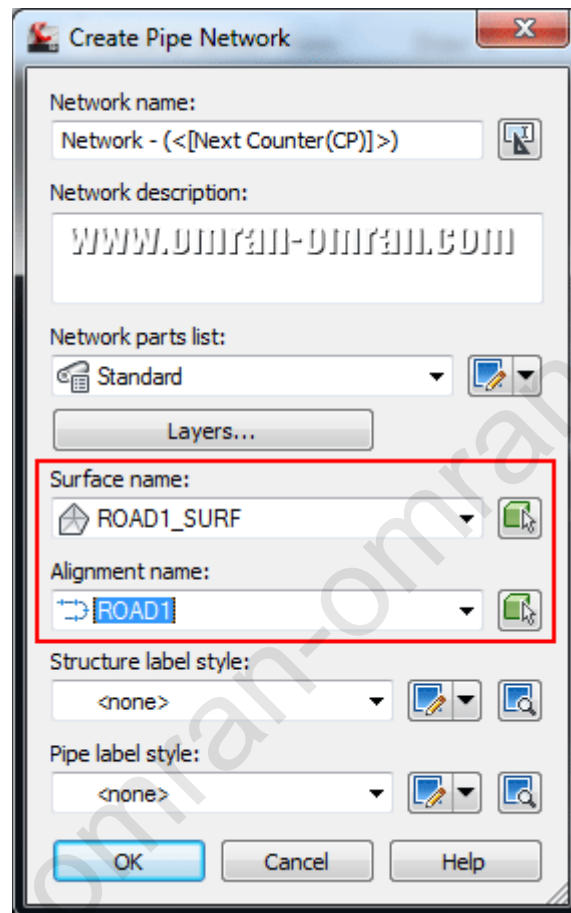 Create Pipe Network
Network name:
Network - (<[Next Counter(CP)]>)
Network description:
www.omran-omran.com
Network parts list:
Standard
Layers...
Surface name:
ROAD1_SURF
Alignment name:
ROAD1
Structure label style:
<none>
Pipe label style:
<none>
OK Cancel Help
omran-omran